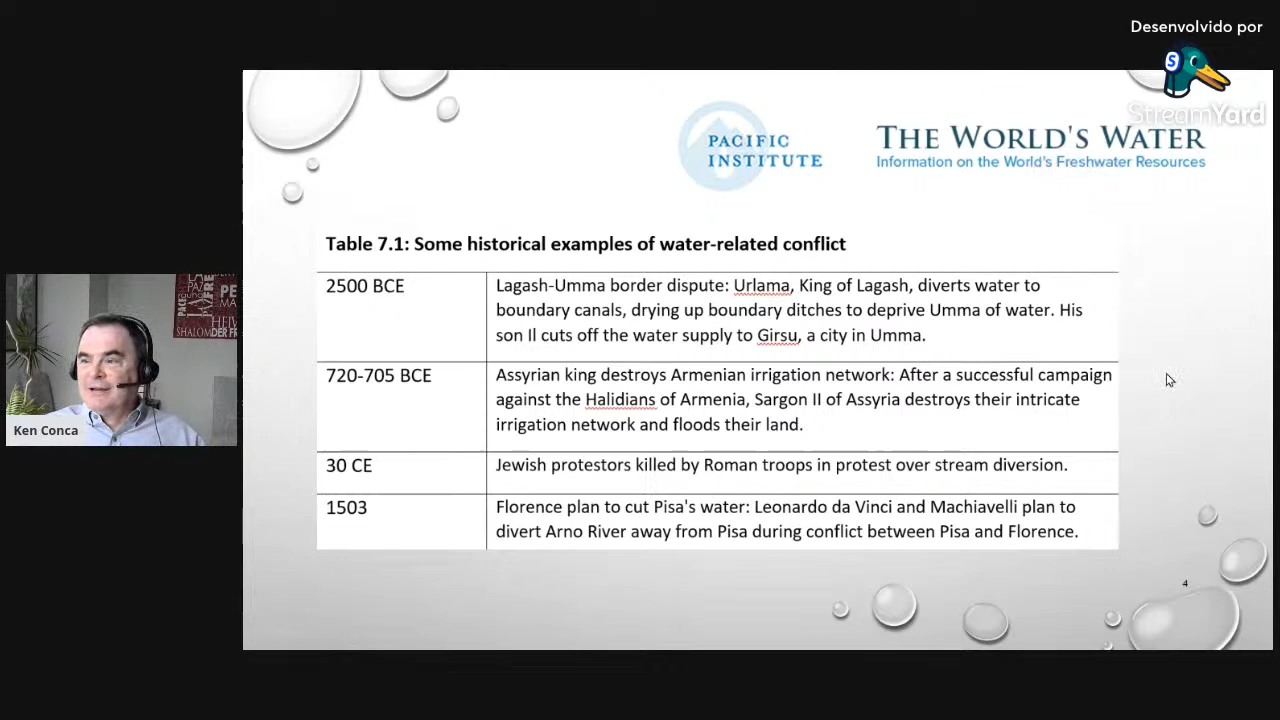 Desenvolvido por
S
StreamYard
PACIFIC
INSTITUTE
THE WORLD'S WATER
Information on the World's Freshwater Resources
Table 7.1: Some historical examples of water-related conflict
2500 BCE
Lagash-Umma border dispute: Urlama, King of Lagash, diverts water to
boundary canals, drying up boundary ditches to deprive Umma of water. His
son Il cuts off the water supply to Girsu, a city in Umma.
720-705 BCE
Assyrian king destroys Armenian irrigation network: After a successful campaign
against the Halidians of Armenia, Sargon II of Assyria destroys their intricate
irrigation network and floods their land.
30 CE
Jewish protestors killed by Roman troops in protest over stream diversion.
1503
Florence plan to cut Pisa's water: Leonardo da Vinci and Machiavelli plan to
divert Arno River away from Pisa during conflict between Pisa and Florence.
4
SHALOM
Ken Conca